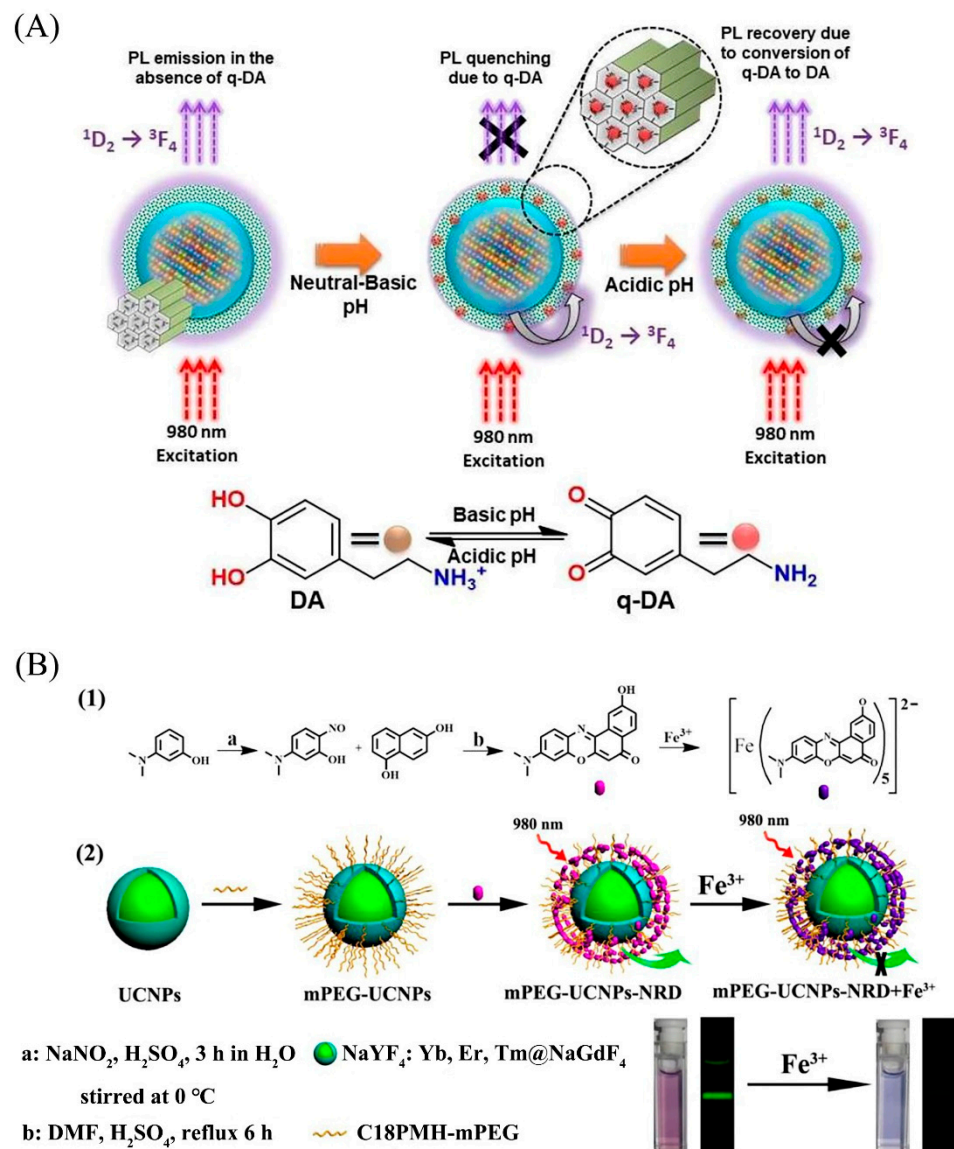 (A)
PL emission in the
absence of q-DA
PL quenching
due to q-DA
PL recovery due
to conversion of
q-DA to DA
¹D₂ → ³F₄
¹D₂ → ³F₄
Neutral-Basic
pH
Acidic pH
¹D₂ → ³F₄
980 nm
Excitation
980 nm
Excitation
980 nm
Excitation
HO
HO
NH₃⁺
DA
=
Basic pH
Acidic pH
O
O
NH₂
q-DA
=
(B)
(1)
N
OH
a
N
NO
OH
+
OH
OH
b
OH
N
N
O
O
Fe³⁺
[Fe(
O
N
N
O
O
)5]²⁻
(2)
980 nm
980 nm
Fe³⁺
UCNPs
mPEG-UCNPs
mPEG-UCNPs-NRD
mPEG-UCNPs-NRD+Fe³⁺
a: NaNO₂, H₂SO₄, 3 h in H₂O
stirred at 0 °C
b: DMF, H₂SO₄, reflux 6 h
NaYF₄: Yb, Er, Tm@NaGdF₄
C18PMH-mPEG
Fe³⁺